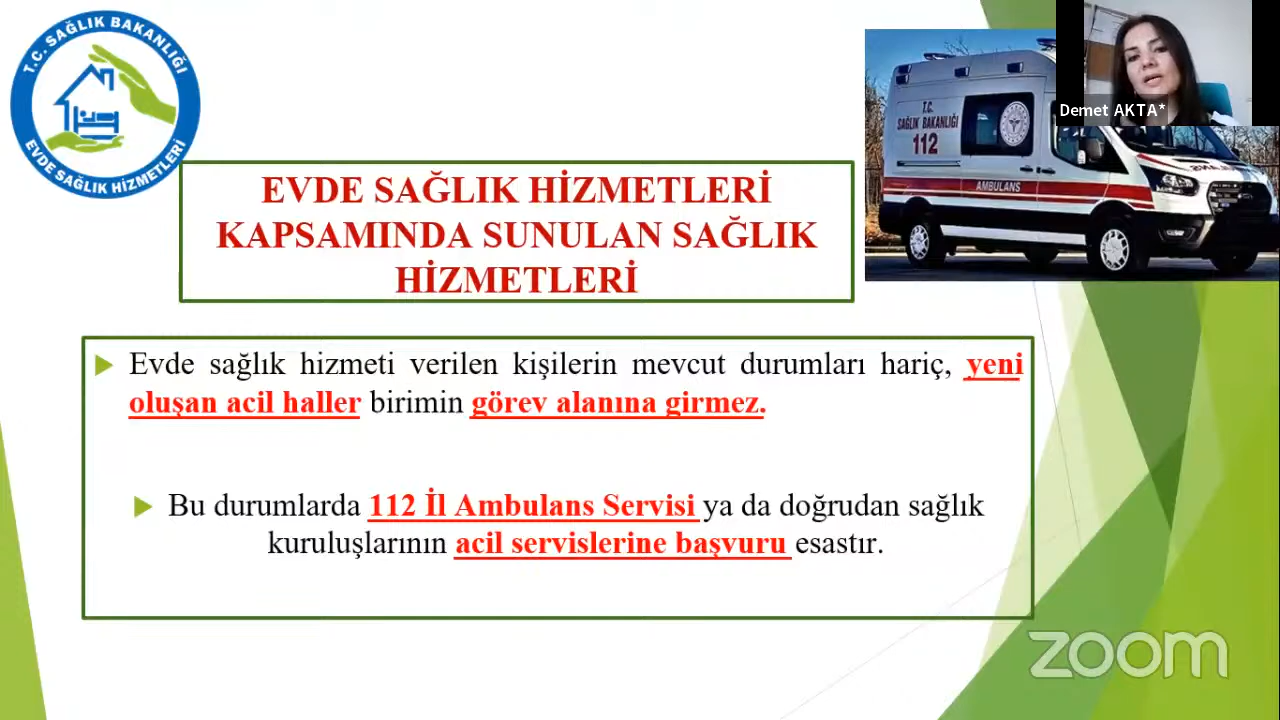 T.C. SAĞLIK BAKANLIĞI
EVDE SAĞLIK HİZMETLERİ
T.C.
SAĞLIK BAKANLIĞI
112
AMBULANS
Demet AKTA*
EVDE SAĞLIK HİZMETLERİ
KAPSAMINDA SUNULAN SAĞLIK
HİZMETLERİ
Evde sağlık hizmeti verilen kişilerin mevcut durumları hariç, yeni
oluşan acil haller birimin görev alanına girmez.
Bu durumlarda 112 İl Ambulans Servisi ya da doğrudan sağlık
kuruluşlarının acil servislerine başvuru esastır.
zoom